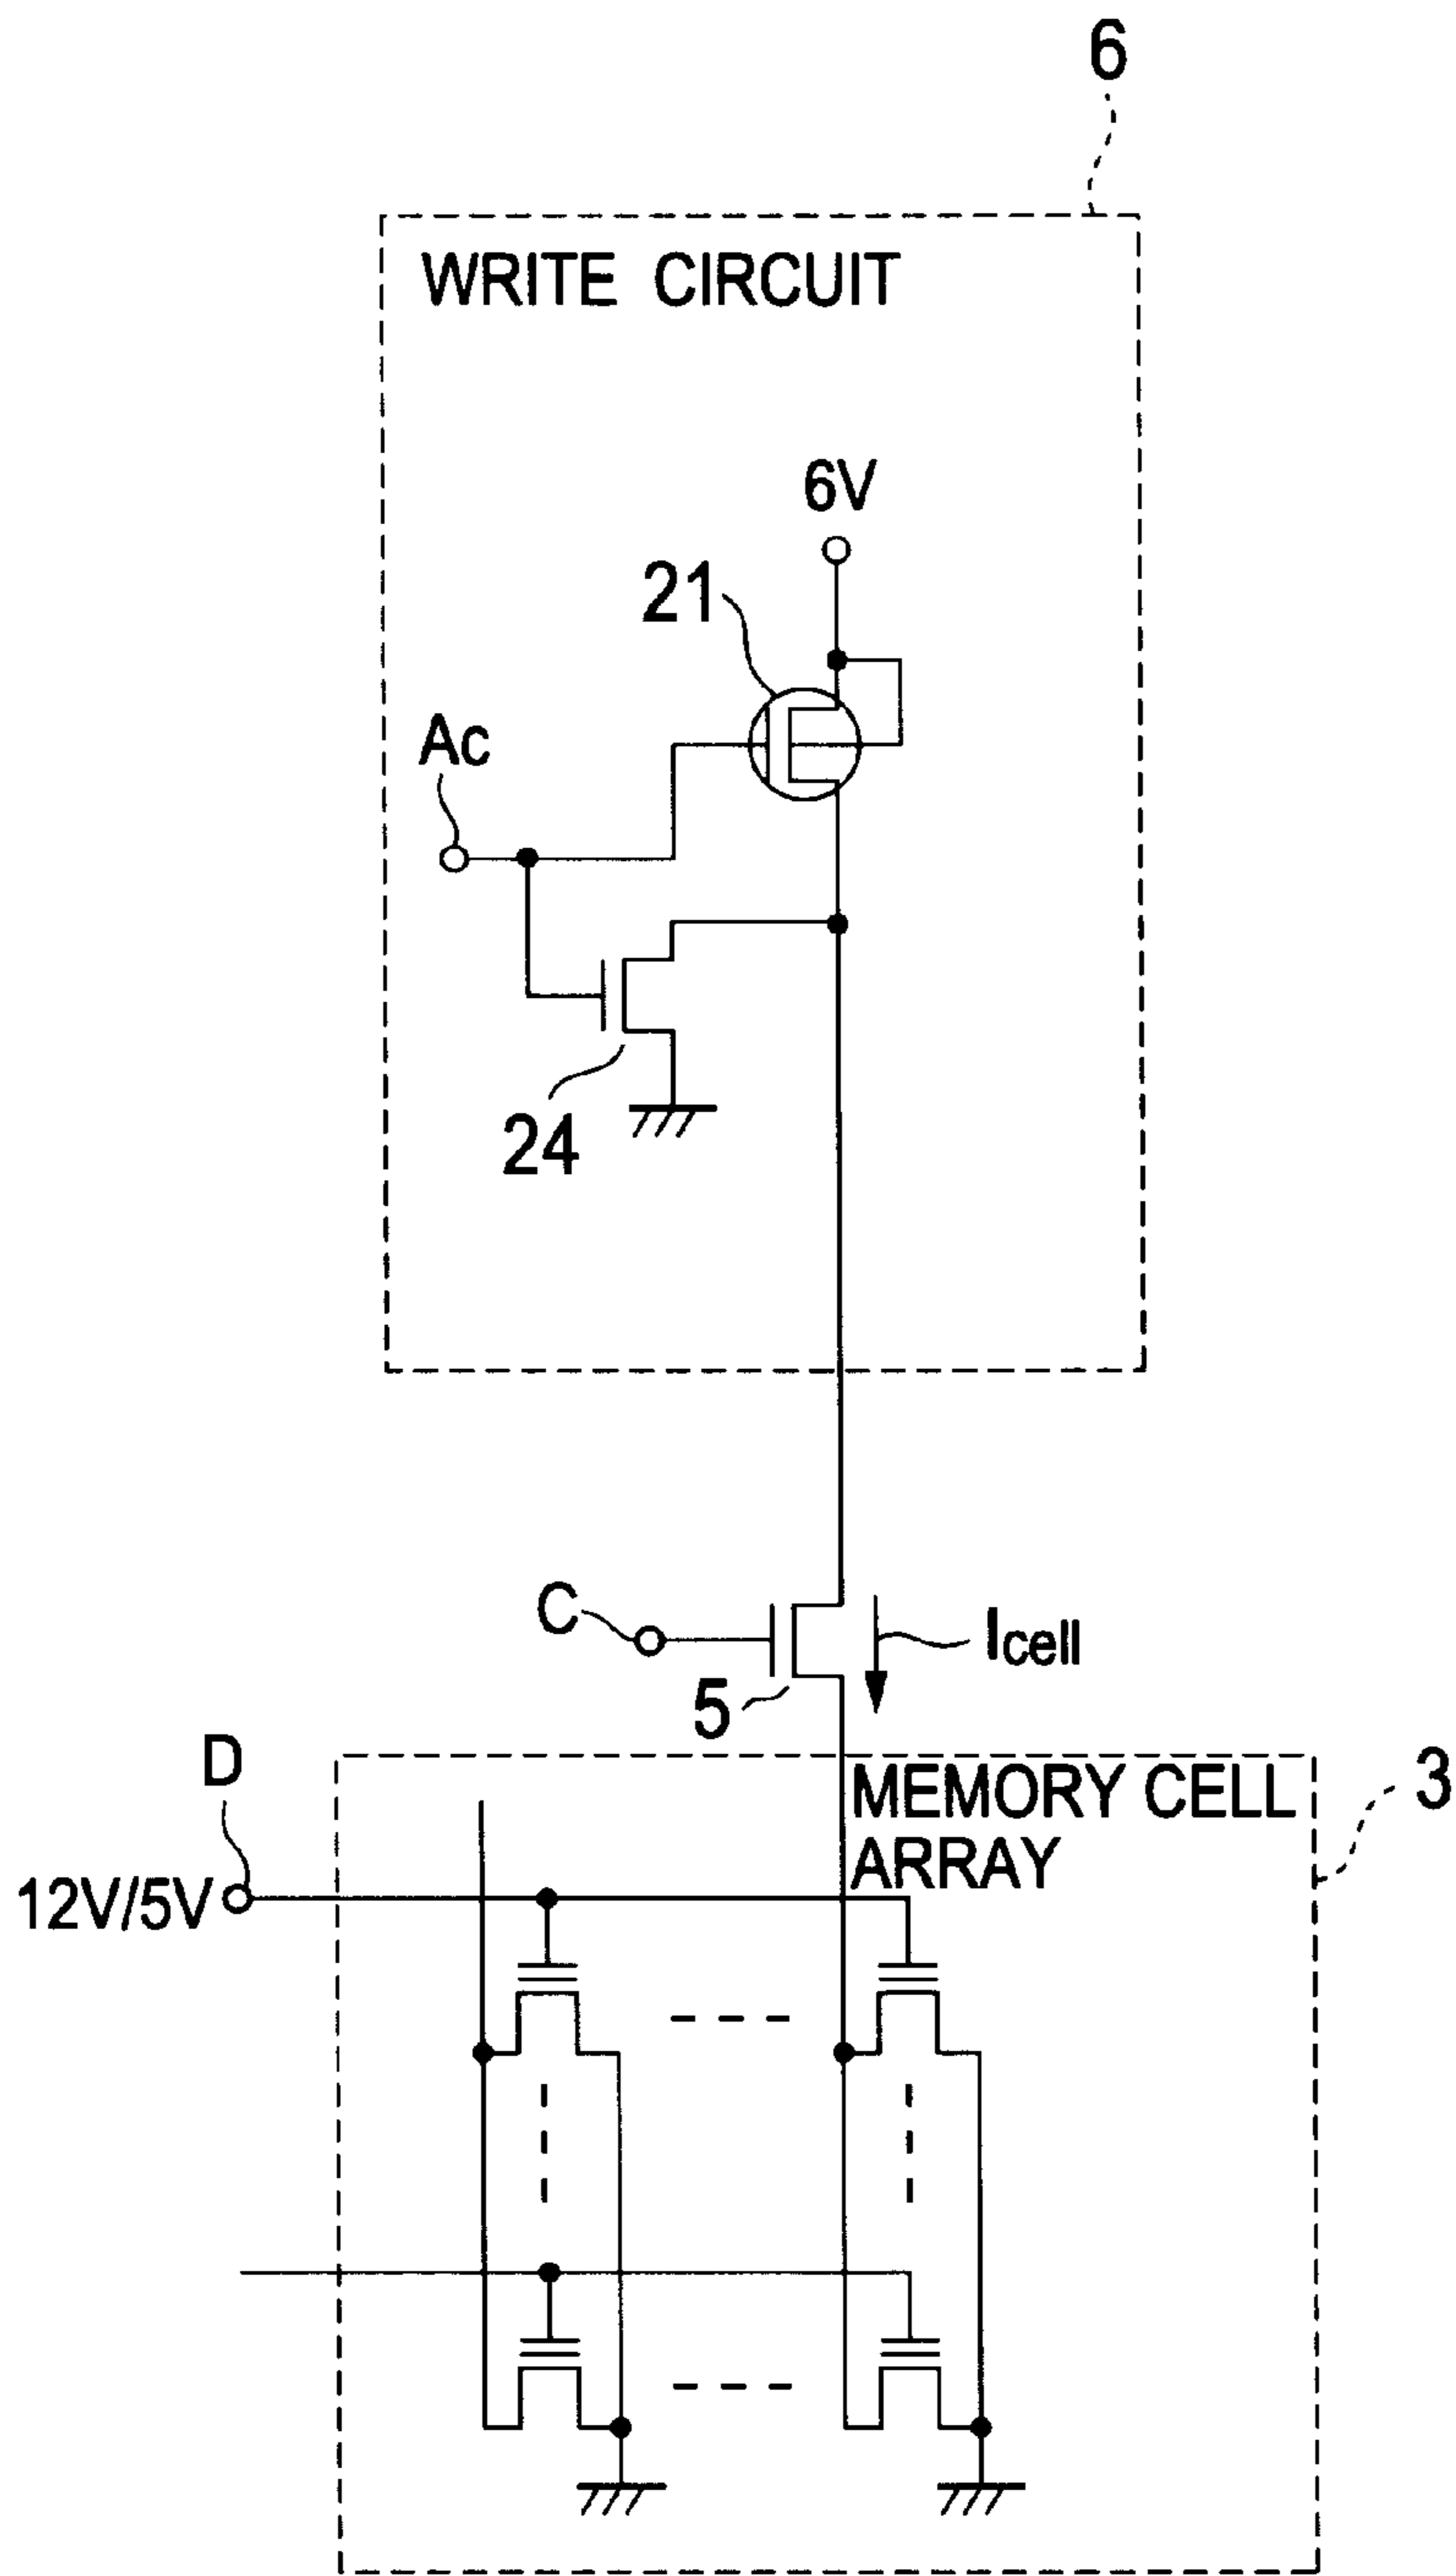 6
WRITE CIRCUIT
6V
21
Ac
24
C
Icell
5
D
MEMORY CELL
ARRAY
3
12V/5V